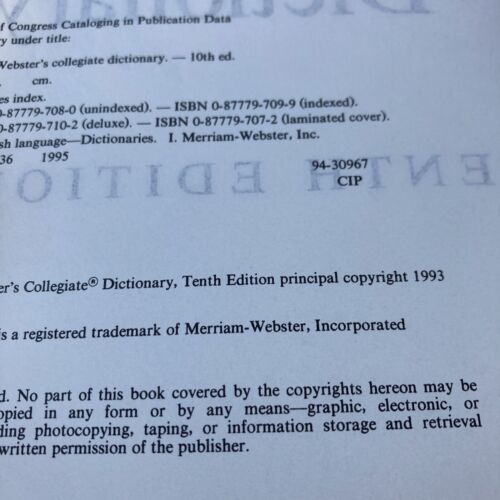 f Congress Cataloging in Publication Data
ry under title:
Webster's collegiate dictionary. — 10th ed.
cm.
es index.
0-87779-708-0 (unindexed). — ISBN 0-87779-709-9 (indexed).
0-87779-710-2 (deluxe). — ISBN 0-87779-707-2 (laminated cover).
sh language—Dictionaries. I. Merriam-Webster, Inc.
36 1995
94-30967
CIP
ENTH EDITIO
er's Collegiate® Dictionary, Tenth Edition principal copyright 1993
is a registered trademark of Merriam-Webster, Incorporated
d. No part of this book covered by the copyrights hereon may be
opied in any form or by any means—graphic, electronic, or
ding photocopying, taping, or information storage and retrieval
written permission of the publisher.